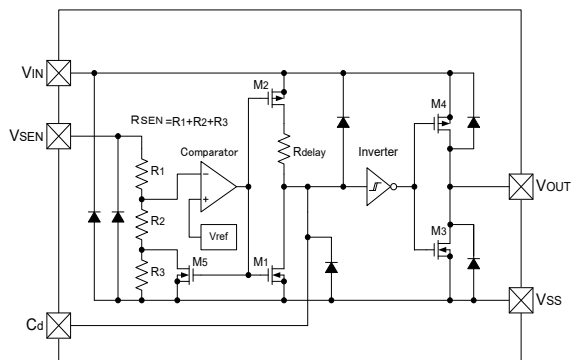 VIN
M2
M4
RSEN =R1+R2+R3
VSEN
Comparator
Rdelay
Inverter
R1
−
+
VOUT
R2
Vref
M3
M5
M1
R3
VSS
Cd